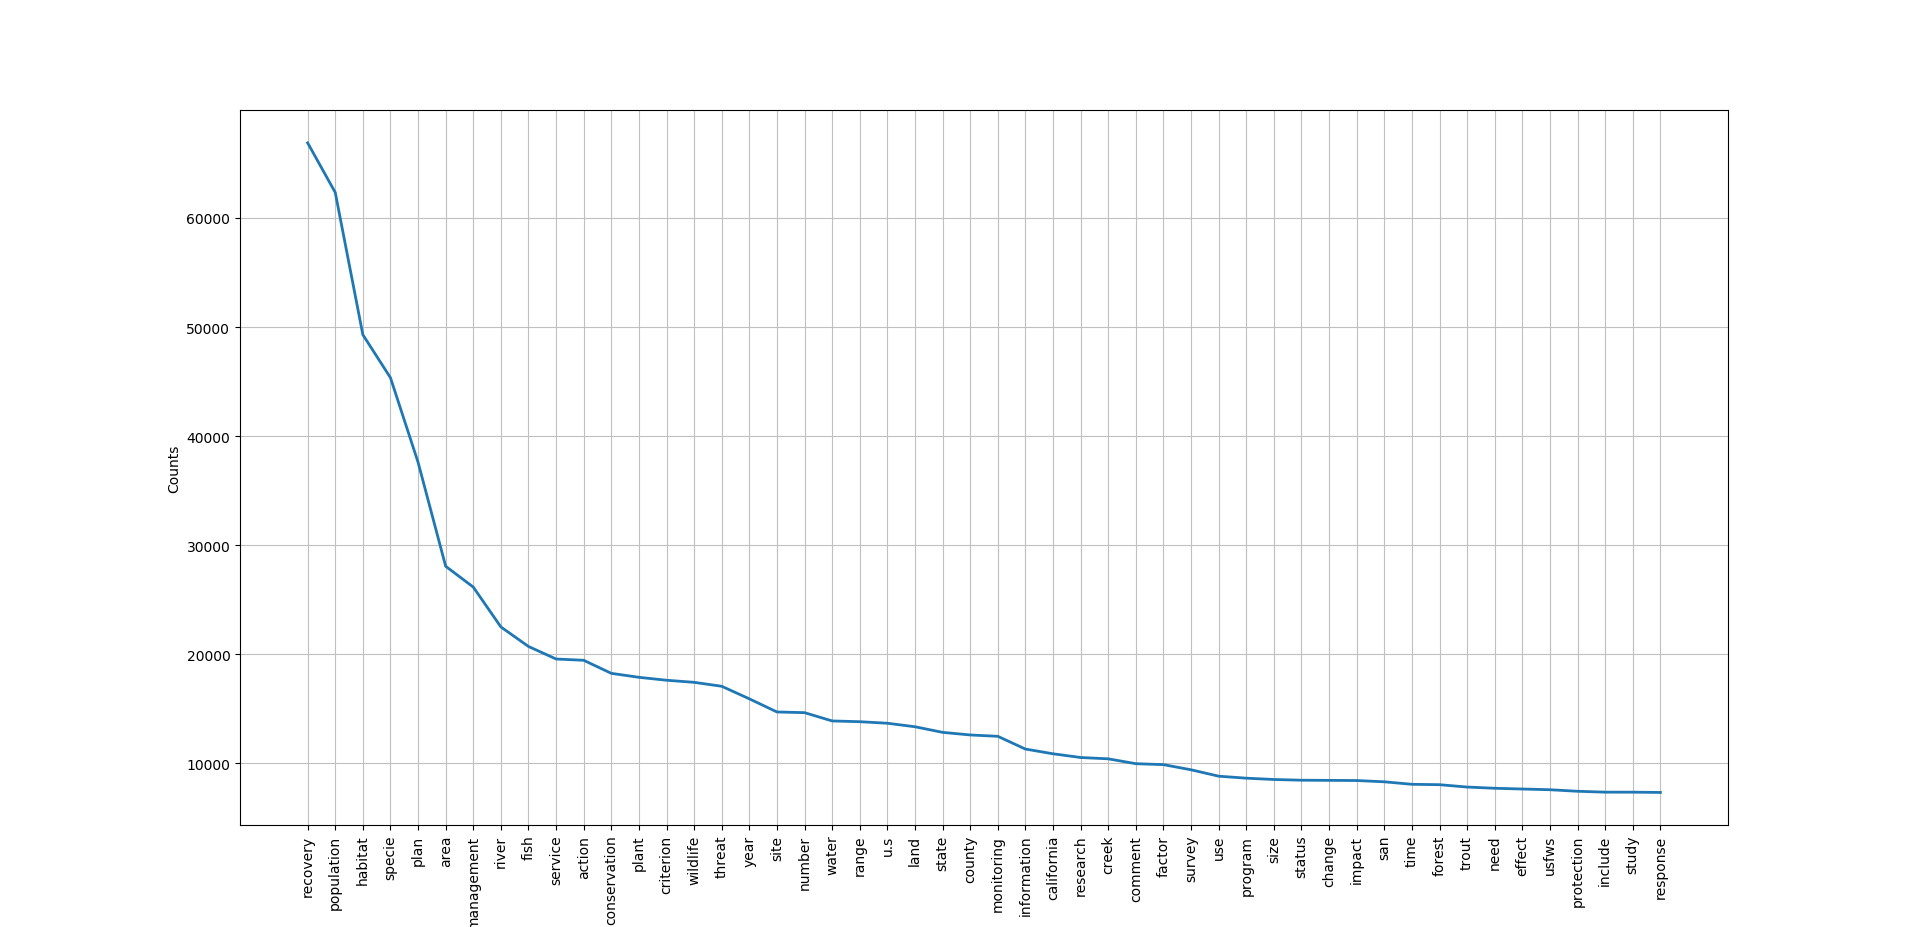 60000
50000
40000
30000
20000
10000
Counts
recovery
population
habitat
specie
plan
area
management
river
fish
service
action
conservation
plant
criterion
wildlife
threat
year
site
number
water
range
u.s
land
state
county
monitoring
information
california
research
creek
comment
factor
survey
use
program
size
status
change
impact
san
time
forest
trout
need
effect
usfws
protection
include
study
response